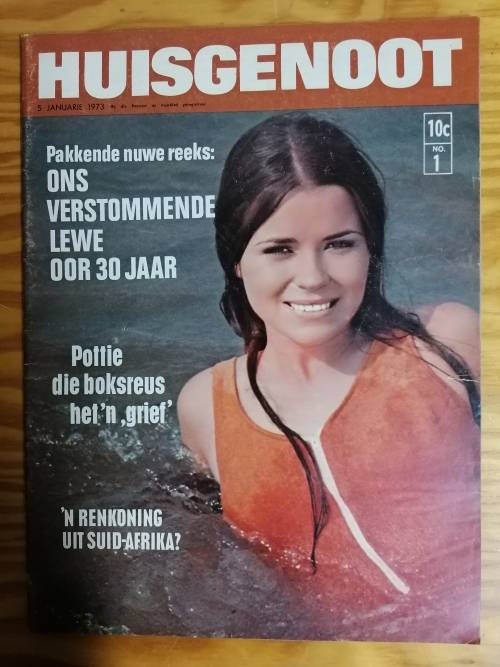 HUISGENOOT
5 JANUARIE 1973
10c
NO.
1
Pakkende nuwe reeks:
ONS
VERSTOMMENDE
LEWE
OOR 30 JAAR
Pottie
die boksreus
het 'n ,grief'
'N RENKONING
UIT SUID-AFRIKA?